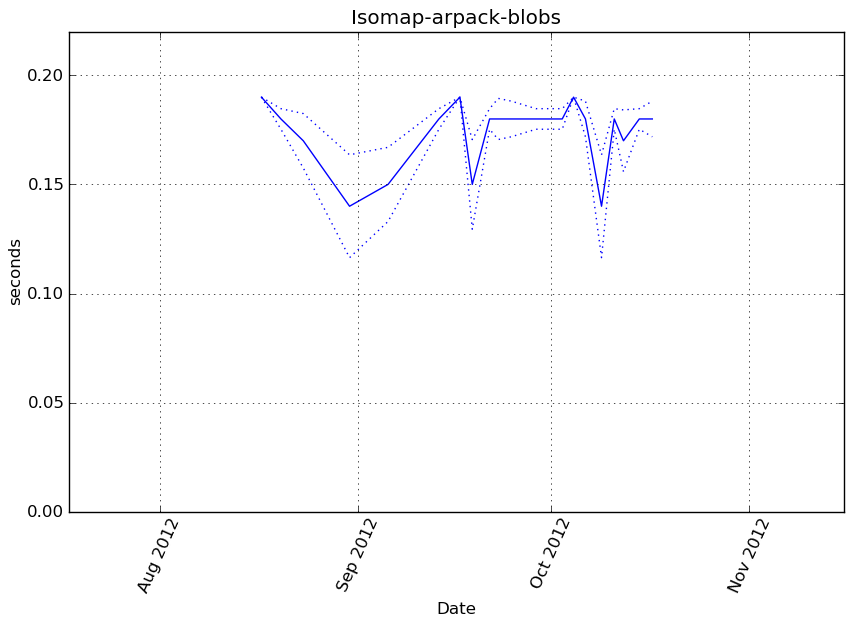 Isomap-arpack-blobs
0.20
0.15
0.10
0.05
0.00
seconds
Aug 2012
Sep 2012
Oct 2012
Nov 2012
Date